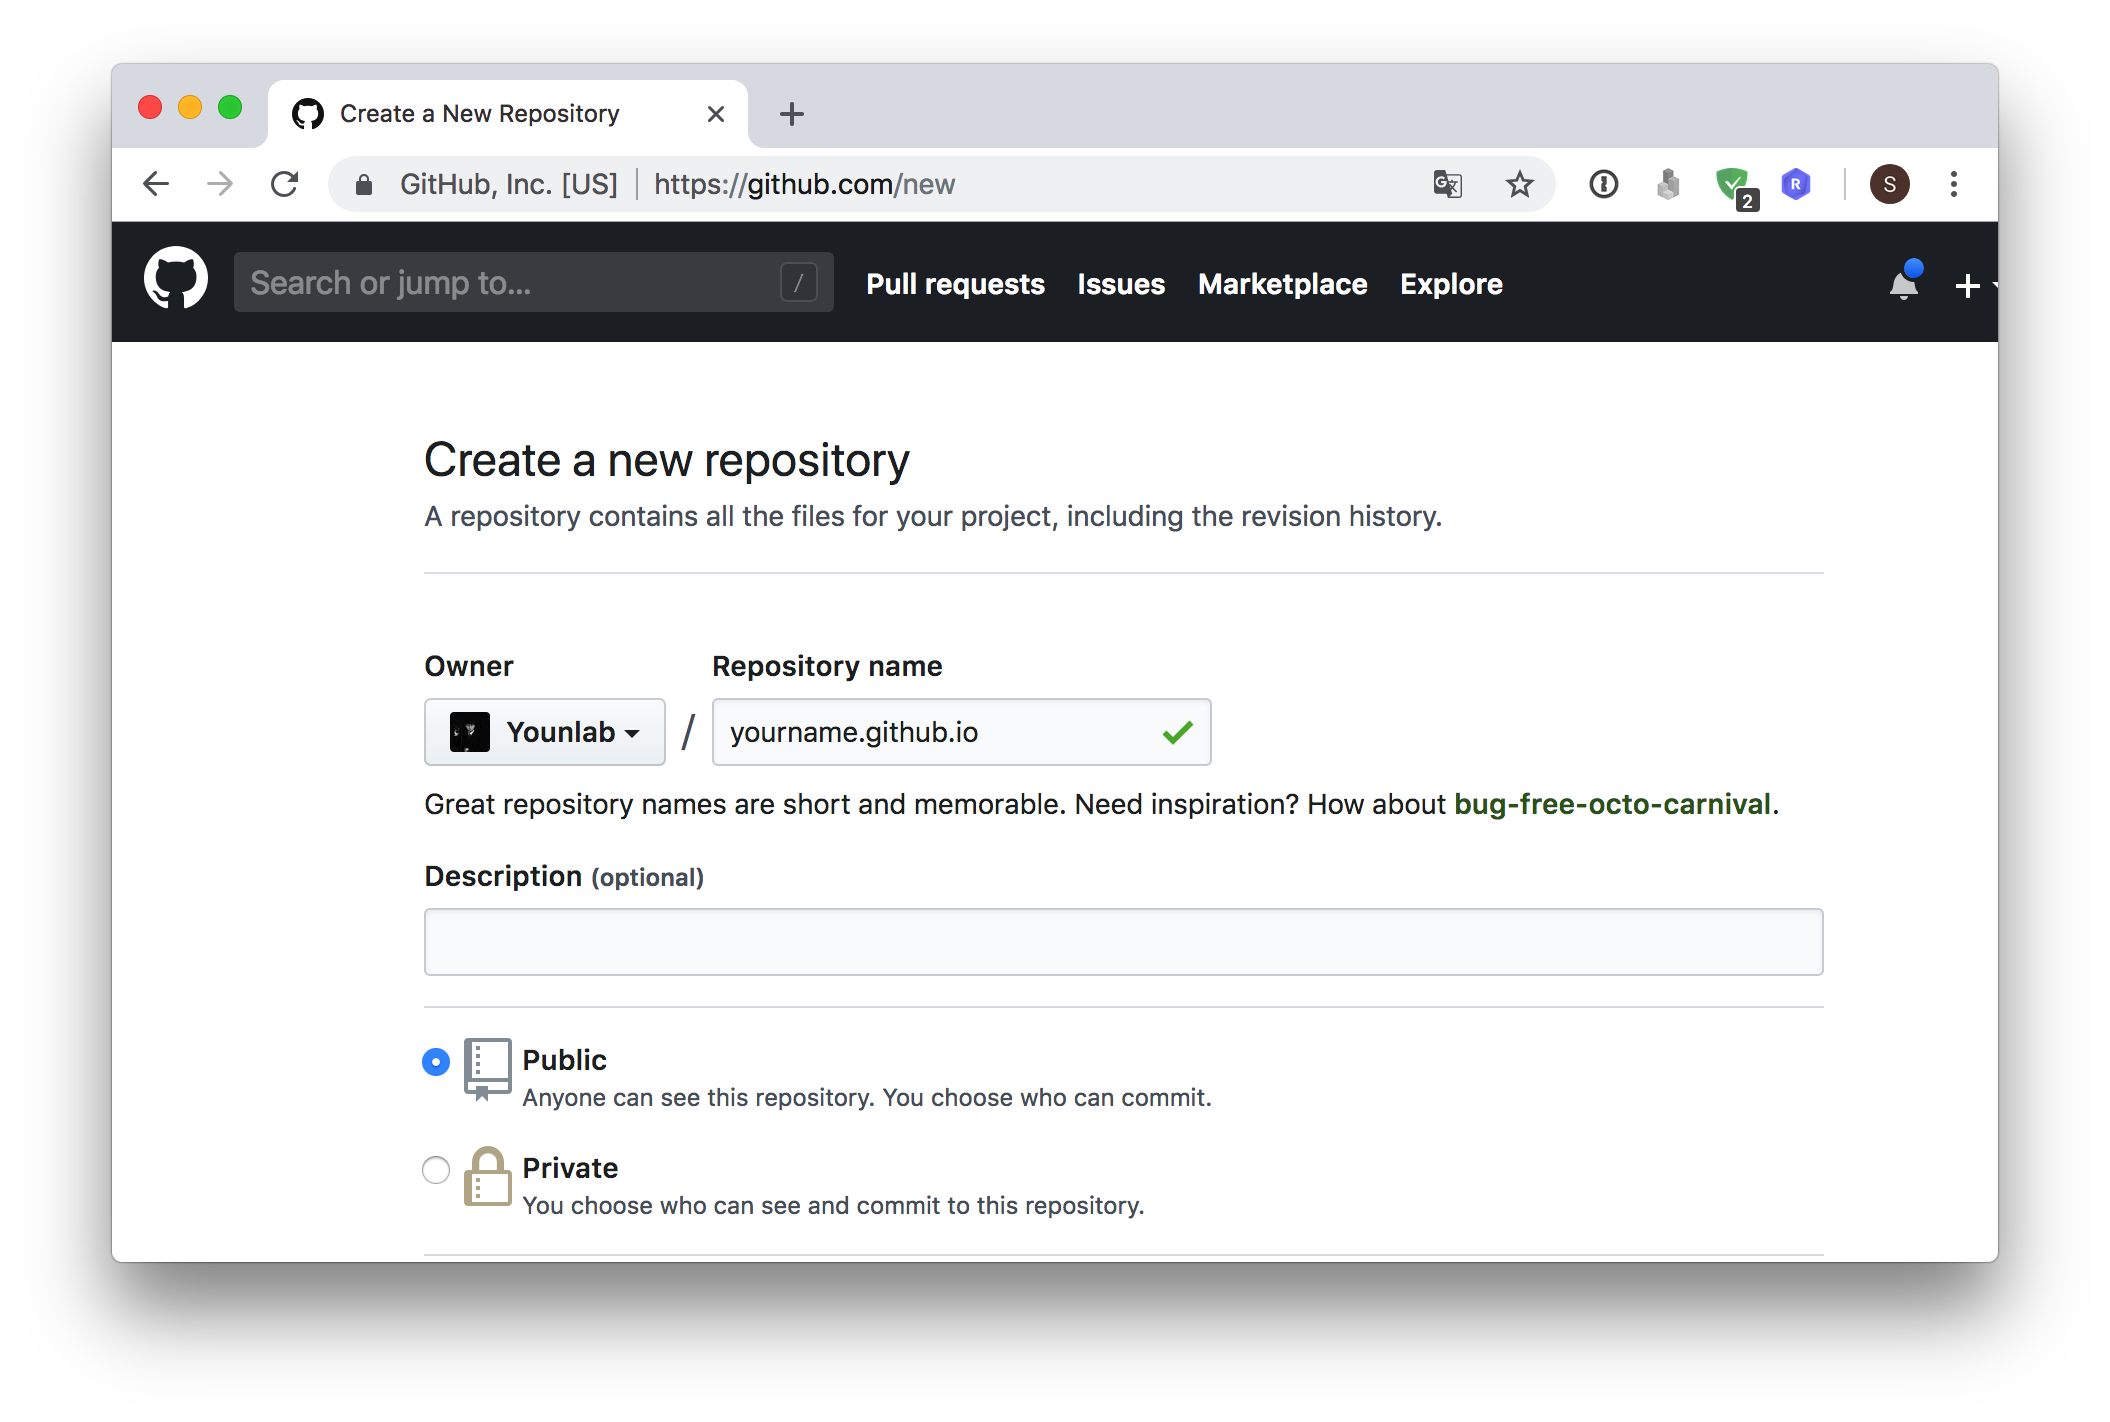 Create a New Repository
GitHub, Inc. [US] | https://github.com/new
2
R
S
Search or jump to...
/
Pull requests Issues Marketplace Explore
Create a new repository
A repository contains all the files for your project, including the revision history.
Owner
Repository name
Younlab / yourname.github.io
Great repository names are short and memorable. Need inspiration? How about bug-free-octo-carnival.
Description (optional)
Public
Anyone can see this repository. You choose who can commit.
Private
You choose who can see and commit to this repository.